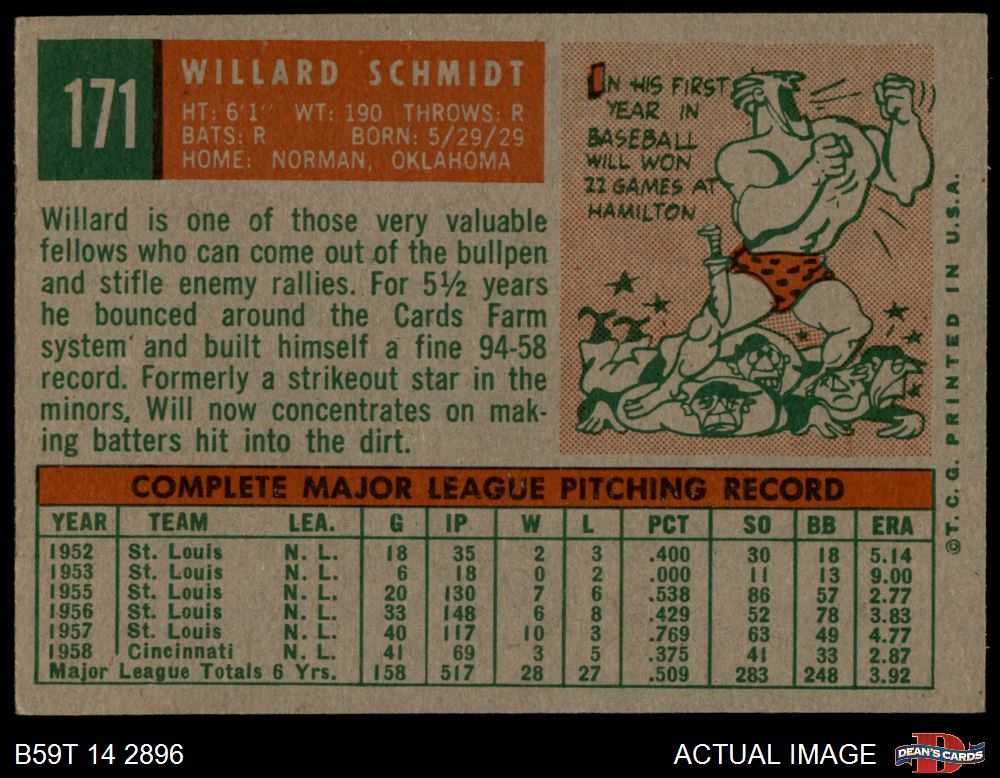 171
WILLARD SCHMIDT
HT: 6'1" WT: 190 THROWS: R
BATS: R BORN: 5/29/29
HOME: NORMAN, OKLAHOMA
Willard is one of those very valuable
fellows who can come out of the bullpen
and stifle enemy rallies. For 5½ years
he bounced around the Cards Farm
system and built himself a fine 94-58
record. Formerly a strikeout star in the
minors, Will now concentrates on mak-
ing batters hit into the dirt.
IN HIS FIRST
YEAR IN
BASEBALL
WILL WON
22 GAMES AT
HAMILTON
COMPLETE MAJOR LEAGUE PITCHING RECORD
YEAR TEAM LEA. G IP W L PCT SO BB ERA
1952 St. Louis N. L. 18 35 2 3 .400 30 18 5.14
1953 St. Louis N. L. 6 18 0 2 .000 11 13 9.00
1955 St. Louis N. L. 20 130 7 6 .538 86 57 2.77
1956 St. Louis N. L. 33 148 6 8 .429 52 78 3.83
1957 St. Louis N. L. 40 117 10 3 .769 63 49 4.77
1958 Cincinnati N. L. 41 69 3 5 .375 41 33 2.87
Major League Totals 6 Yrs. 158 517 28 27 .509 283 248 3.92
©T. C. G. PRINTED IN U.S.A.
B59T 14 2896
ACTUAL IMAGE
D
DEAN'S CARDS